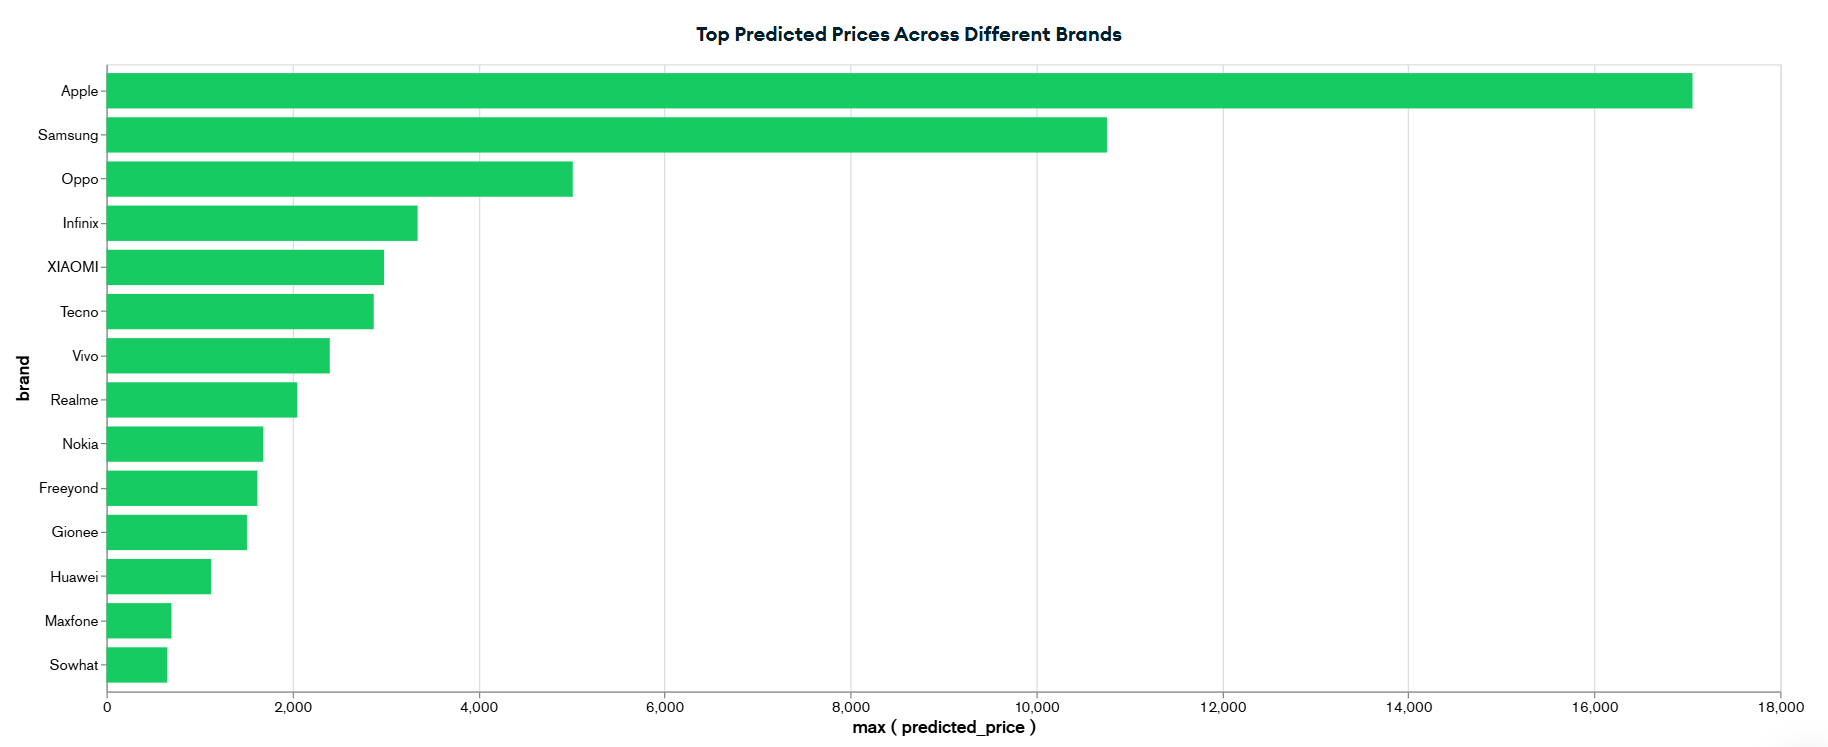 Top Predicted Prices Across Different Brands
Apple
Samsung
Oppo
Infinix
XIAOMI
Tecno
Vivo
Realme
Nokia
Freeyond
Gionee
Huawei
Maxfone
Sowhat
brand
0 2,000 4,000 6,000 8,000 10,000 12,000 14,000 16,000 18,000
max ( predicted_price )